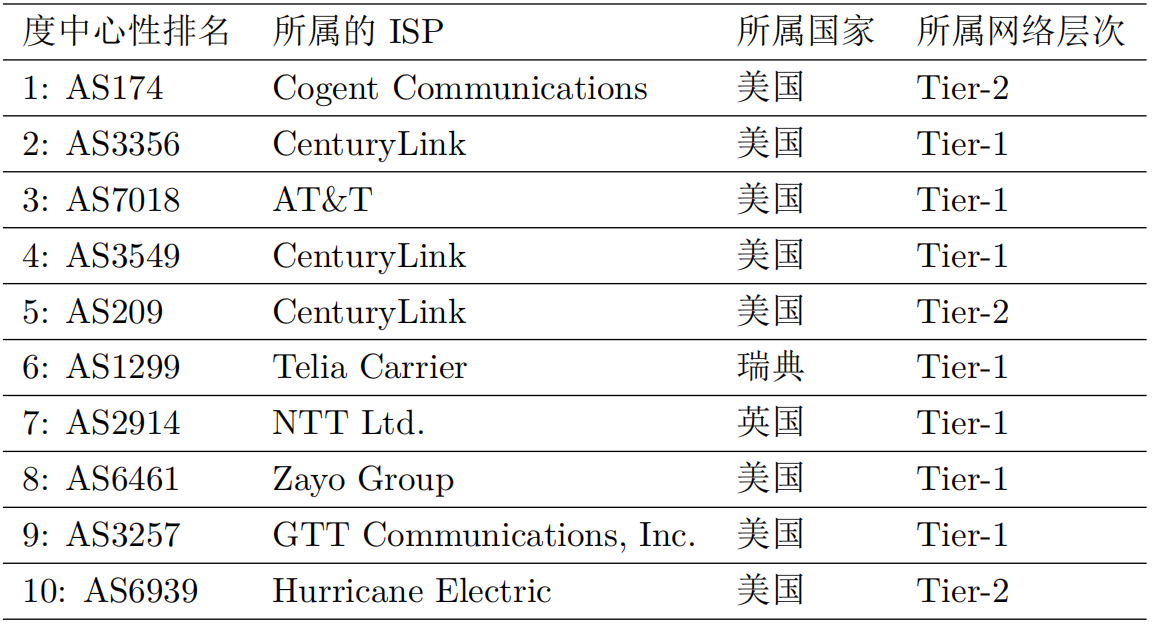 度中心性排名 所属的 ISP 所属国家 所属网络层次
1: AS174 Cogent Communications 美国 Tier-2
2: AS3356 CenturyLink 美国 Tier-1
3: AS7018 AT&T 美国 Tier-1
4: AS3549 CenturyLink 美国 Tier-1
5: AS209 CenturyLink 美国 Tier-2
6: AS1299 Telia Carrier 瑞典 Tier-1
7: AS2914 NTT Ltd. 英国 Tier-1
8: AS6461 Zayo Group 美国 Tier-1
9: AS3257 GTT Communications, Inc. 美国 Tier-1
10: AS6939 Hurricane Electric 美国 Tier-2